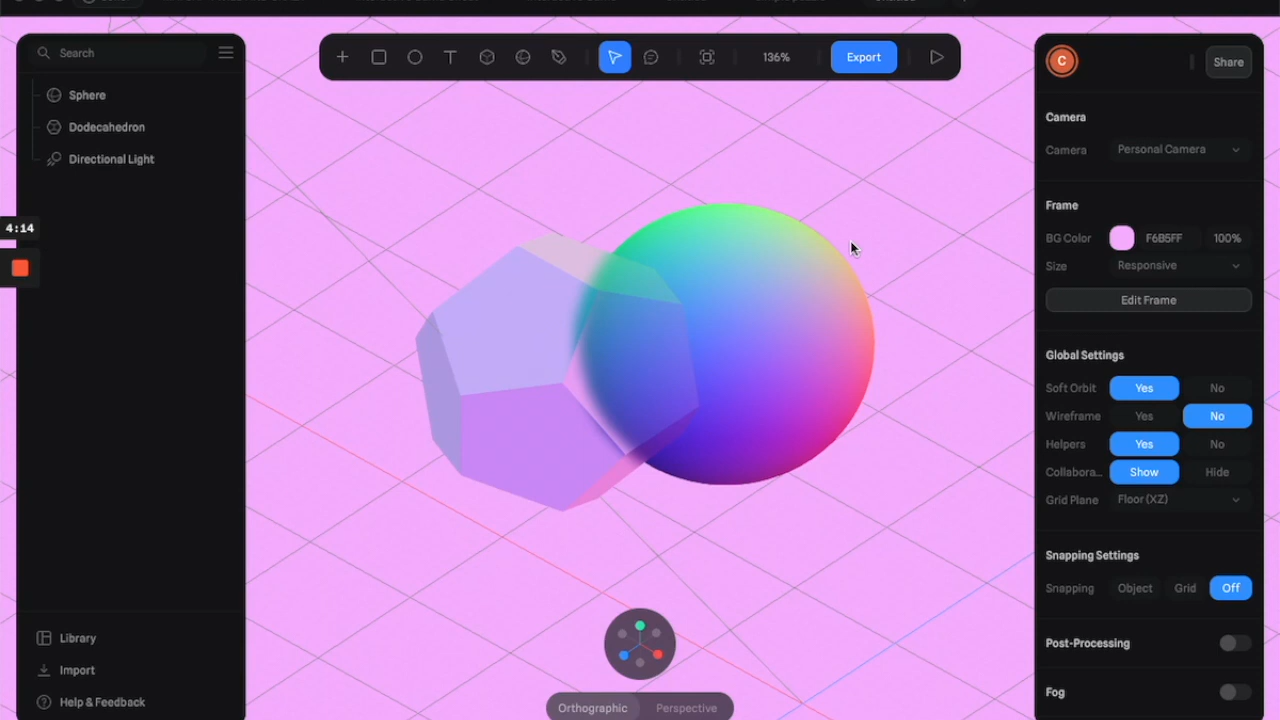 Search
Sphere
Dodecahedron
Directional Light
4:14
Library
Import
Help & Feedback
136%
Export
Orthographic
Perspective
C
Share
Camera
Camera Personal Camera
Frame
BG Color F6B5FF 100%
Size Responsive
Edit Frame
Global Settings
Soft Orbit Yes No
Wireframe Yes No
Helpers Yes No
Collabora... Show Hide
Grid Plane Floor (XZ)
Snapping Settings
Snapping Object Grid Off
Post-Processing
Fog